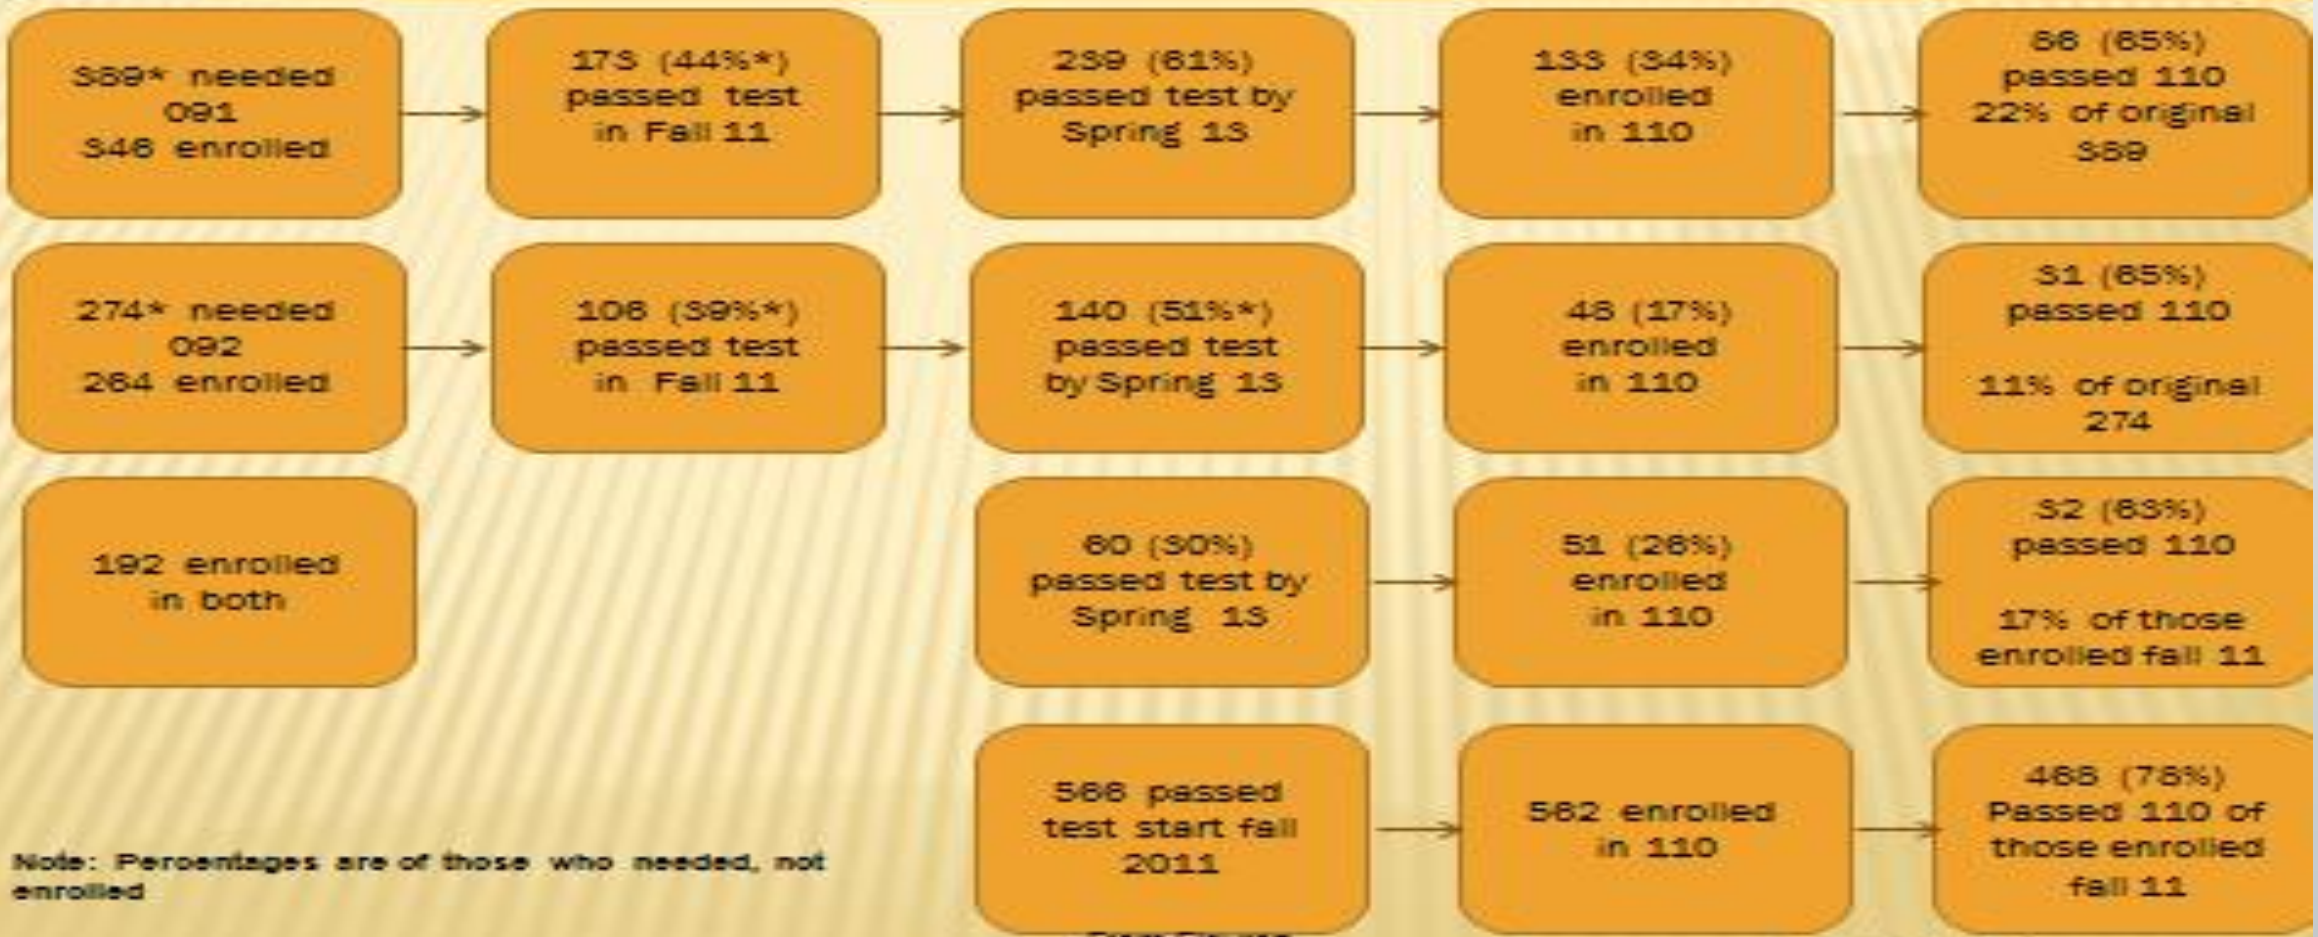 389* needed
091
346 enrolled
173 (44%*)
passed test
in Fall 11
239 (61%)
passed test by
Spring 13
133 (34%)
enrolled
in 110
86 (65%)
passed 110
22% of original
389
274* needed
092
264 enrolled
106 (39%*)
passed test
in Fall 11
140 (51%*)
passed test
by Spring 13
48 (17%)
enrolled
in 110
31 (65%)
passed 110
11% of original
274
192 enrolled
in both
60 (30%)
passed test by
Spring 13
51 (26%)
enrolled
in 110
32 (63%)
passed 110
17% of those
enrolled fall 11
566 passed
test start fall
2011
562 enrolled
in 110
(78%)
Passed 110 of
those enrolled
fall 11
Note: Percentages are of those who needed, not
enrolled